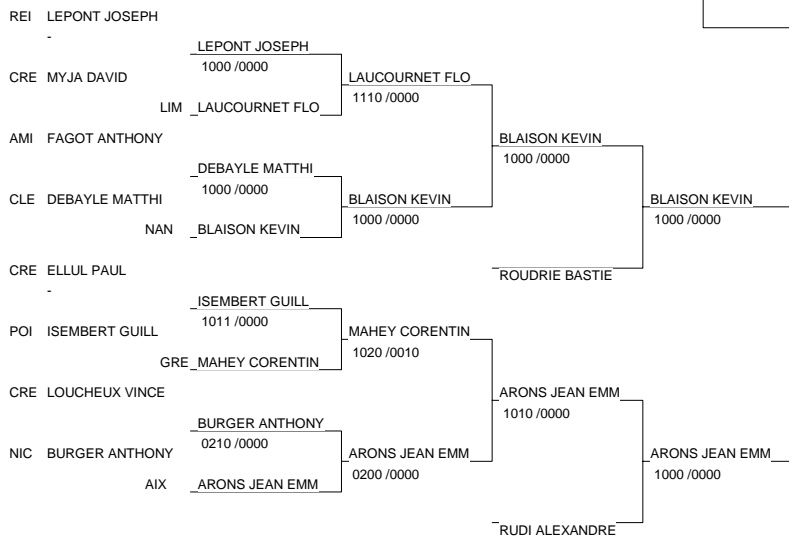 REI LEPONT JOSEPH
-
LEPONT JOSEPH
1000 /0000
CRE MYJA DAVID
LAUCOURNET FLO
1110 /0000
LIM LAUCOURNET FLO
AMI FAGOT ANTHONY
BLAISON KEVIN
1000 /0000
DEBAYLE MATTHI
1000 /0000
CLE DEBAYLE MATTHI
BLAISON KEVIN
1000 /0000
BLAISON KEVIN
1000 /0000
NAN BLAISON KEVIN
CRE ELLUL PAUL
-
ROUDRIE BASTIE
ISEMBERT GUILL
1011 /0000
POI ISEMBERT GUILL
MAHEY CORENTIN
1020 /0010
GRE MAHEY CORENTIN
CRE LOUCHEUX VINCE
ARONS JEAN EMM
1010 /0000
BURGER ANTHONY
0210 /0000
NIC BURGER ANTHONY
ARONS JEAN EMM
0200 /0000
ARONS JEAN EMM
1000 /0000
AIX ARONS JEAN EMM
RUDI ALEXANDRE